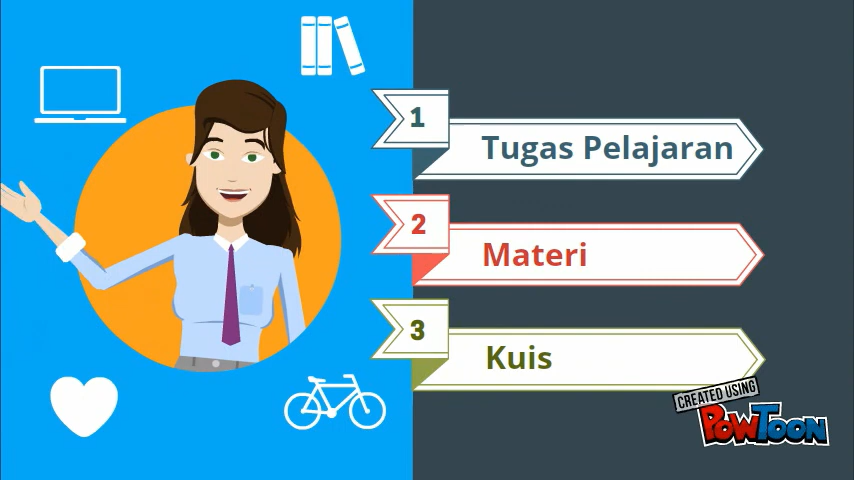 1
Tugas Pelajaran
2
Materi
3
Kuis
CREATED USING
POWTOON